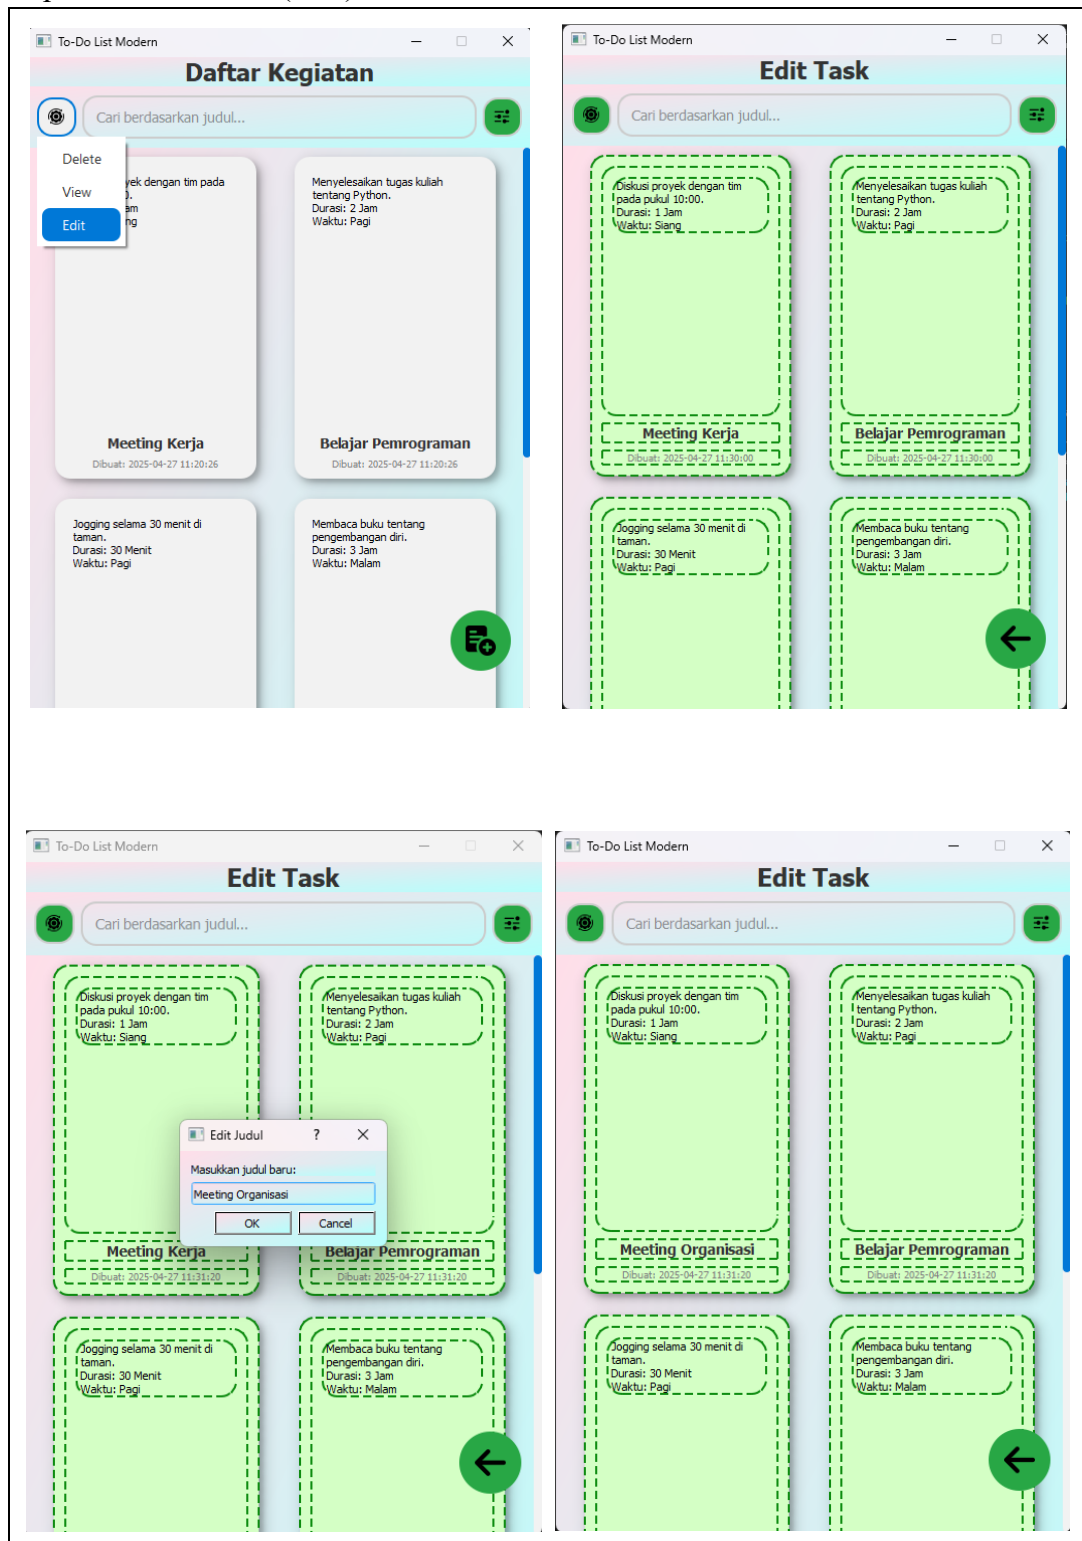 To-Do List Modern
Daftar Kegiatan
Cari berdasarkan judul...
Delete
View
Edit
yek dengan tim pada
am
ng
Meeting Kerja
Dibuat: 2025-04-27 11:20:26
Menyelesaikan tugas kuliah
tentang Python.
Durasi: 2 Jam
Waktu: Pagi
Belajar Pemrograman
Dibuat: 2025-04-27 11:20:26
Jogging selama 30 menit di
taman.
Durasi: 30 Menit
Waktu: Pagi
Membaca buku tentang
pengembangan diri.
Durasi: 3 Jam
Waktu: Malam
To-Do List Modern
Edit Task
Cari berdasarkan judul...
Diskusi proyek dengan tim
pada pukul 10:00.
Durasi: 1 Jam
Waktu: Siang
Meeting Kerja
Dibuat: 2025-04-27 11:30:00
Menyelesaikan tugas kuliah
tentang Python.
Durasi: 2 Jam
Waktu: Pagi
Belajar Pemrograman
Dibuat: 2025-04-27 11:30:00
Jogging selama 30 menit di
taman.
Durasi: 30 Menit
Waktu: Pagi
Membaca buku tentang
pengembangan diri.
Durasi: 3 Jam
Waktu: Malam
To-Do List Modern
Edit Task
Cari berdasarkan judul...
Diskusi proyek dengan tim
pada pukul 10:00.
Durasi: 1 Jam
Waktu: Siang
Menyelesaikan tugas kuliah
tentang Python.
Durasi: 2 Jam
Waktu: Pagi
Edit Judul
?
Masukkan judul baru:
Meeting Organisasi
OK
Cancel
Meeting Kerja
Dibuat: 2025-04-27 11:31:20
Belajar Pemrograman
Dibuat: 2025-04-27 11:31:20
Jogging selama 30 menit di
taman.
Durasi: 30 Menit
Waktu: Pagi
Membaca buku tentang
pengembangan diri.
Durasi: 3 Jam
Waktu: Malam
To-Do List Modern
Edit Task
Cari berdasarkan judul...
Diskusi proyek dengan tim
pada pukul 10:00.
Durasi: 1 Jam
Waktu: Siang
Meeting Organisasi
Dibuat: 2025-04-27 11:31:20
Menyelesaikan tugas kuliah
tentang Python.
Durasi: 2 Jam
Waktu: Pagi
Belajar Pemrograman
Dibuat: 2025-04-27 11:31:20
Jogging selama 30 menit di
taman.
Durasi: 30 Menit
Waktu: Pagi
Membaca buku tentang
pengembangan diri.
Durasi: 3 Jam
Waktu: Malam